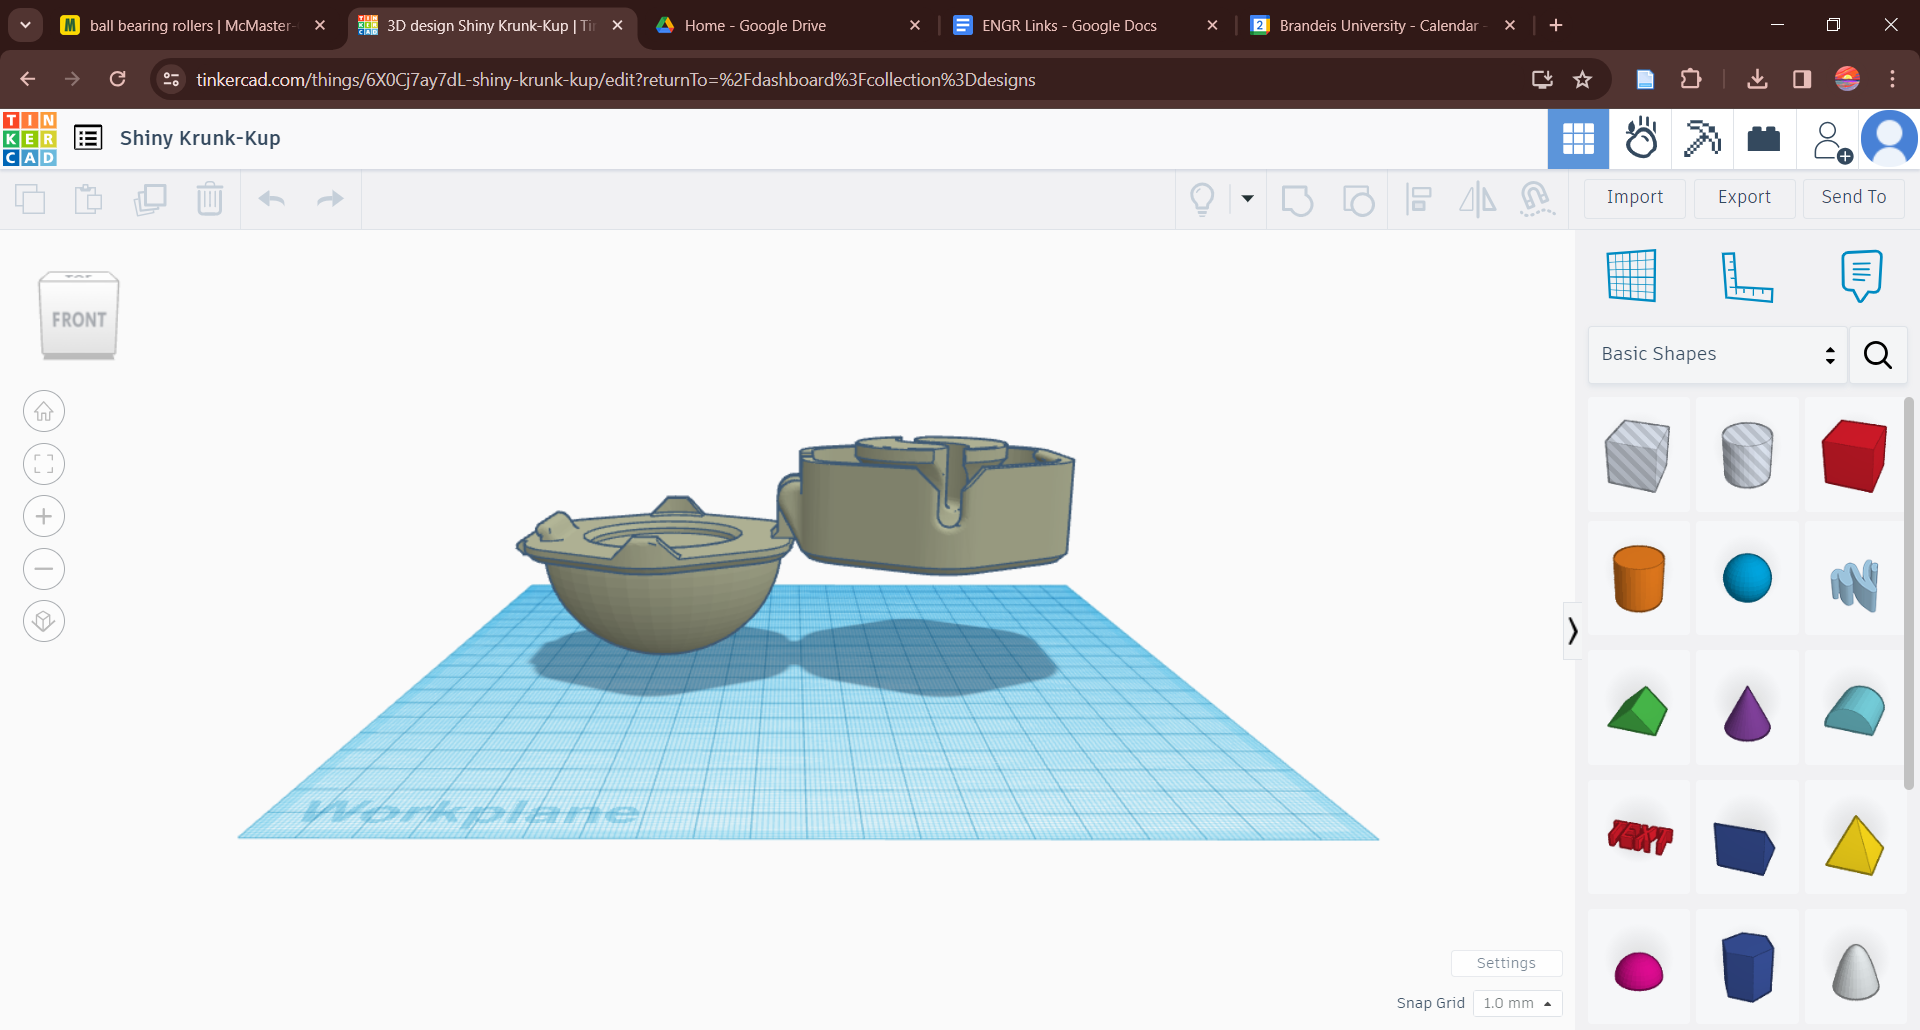 ball bearing rollers | McMaster-
3D design Shiny Krunk-Kup | Ti
Home - Google Drive
ENGR Links - Google Docs
2
Brandeis University - Calendar -
tinkercad.com/things/6X0Cj7ay7dL-shiny-krunk-kup/edit?returnTo=%2Fdashboard%3Fcollection%3Ddesigns
TIN
KER
CAD
Shiny Krunk-Kup
Import
Export
Send To
TOP
FRONT
Basic Shapes
TEXT
Workplane
Settings
Snap Grid
1.0 mm